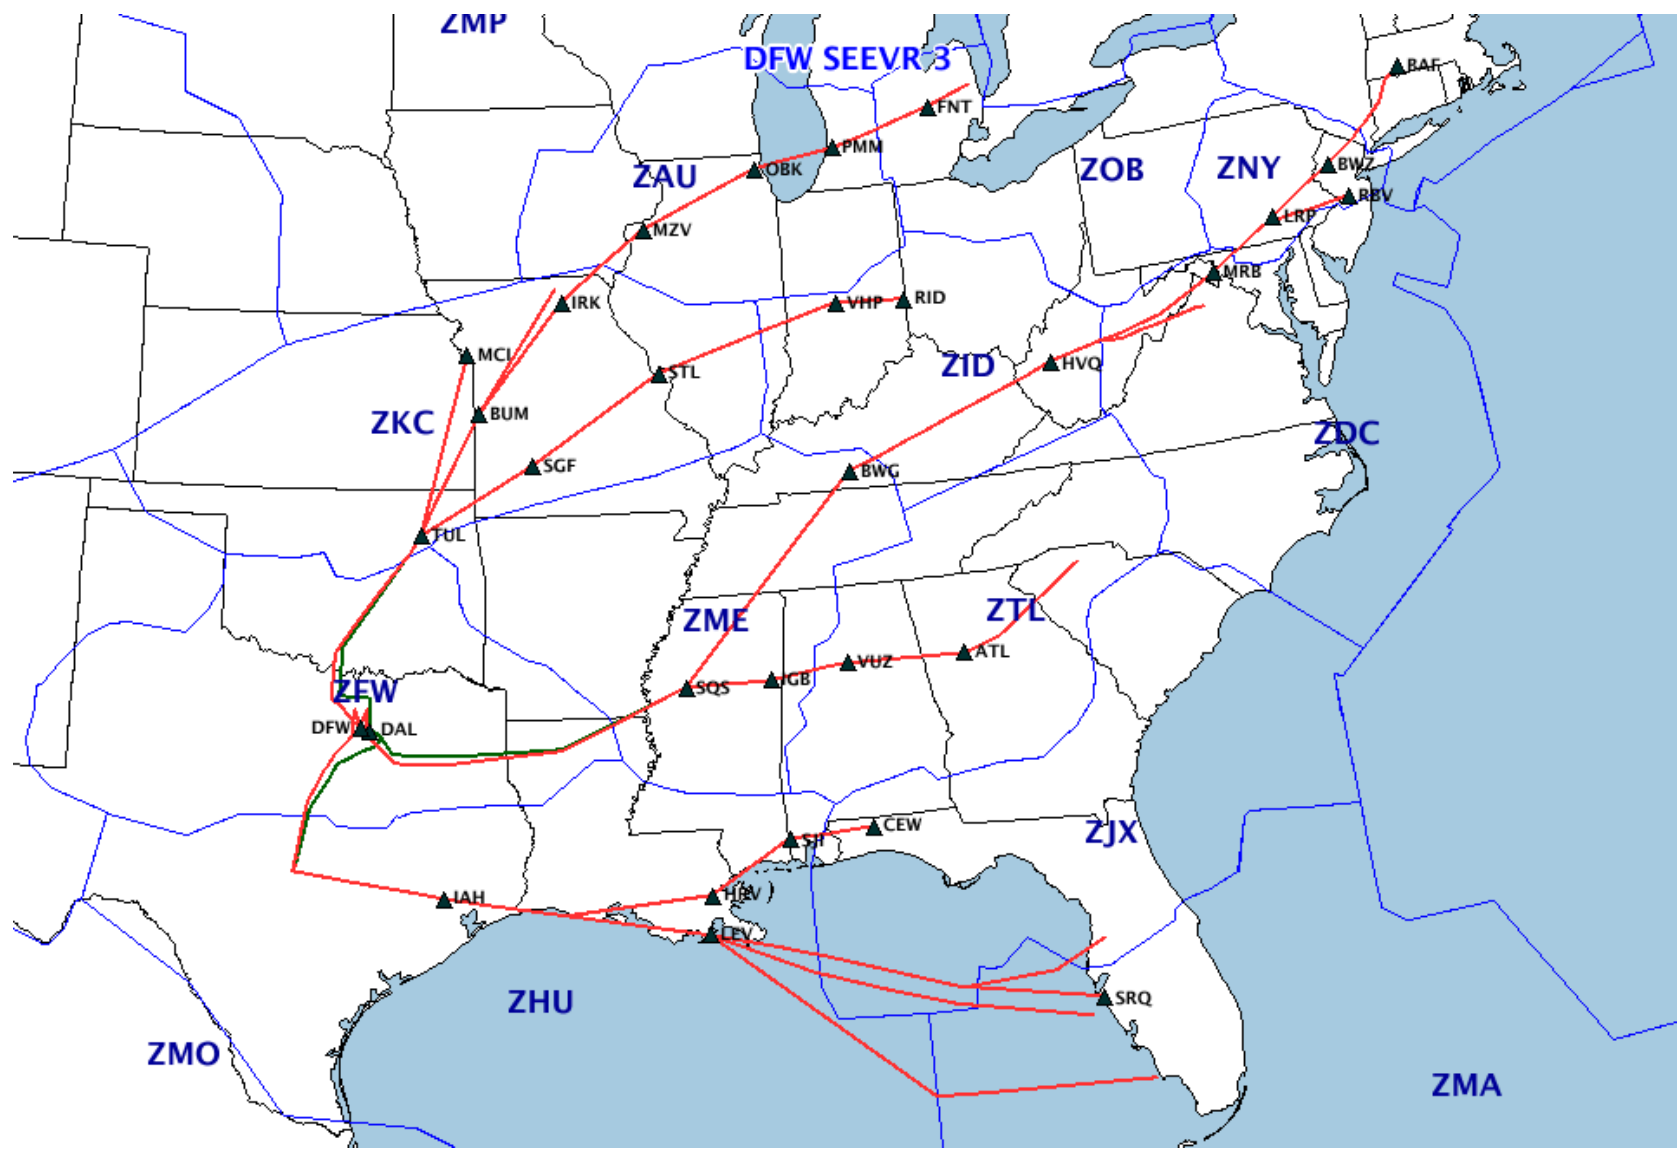 ZMP
DFW SEEVR 3
BAF
FNT
PMM
OBK
ZAU
ZOB
ZNY
BWZ
RBV
LRP
MZV
MRB
IRK
VHP
RID
MCI
STL
ZID
HVQ
BUM
ZKC
ZDC
SGF
BWG
TUL
ZME
ZTL
ATL
VUZ
IGB
SQS
ZFW
DFW
DAL
CEW
SJI
ZJX
IAH
HRV
LEV
SRQ
ZHU
ZMO
ZMA